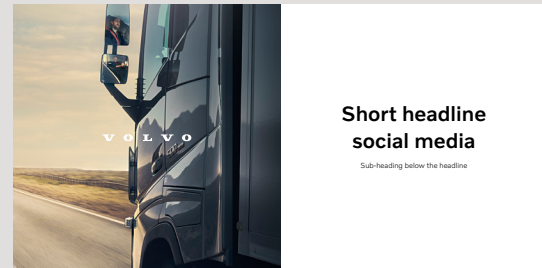 VOLVO
Short headline
social media
Sub-heading below the headline